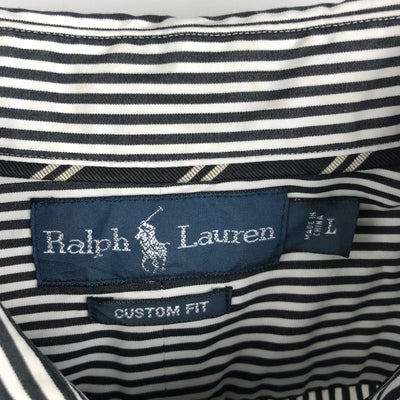 Ralph Lauren
MADE IN
CHINA
L
CUSTOM FIT